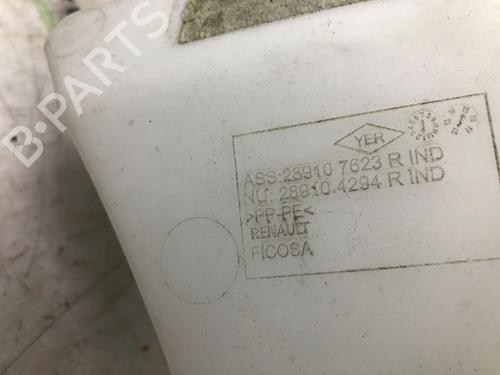 YER
ASS:28910 7623 R IND
NU: 28910.4294 R IND
>PP-PE<
RENAULT
FICOSA
B-PARTS